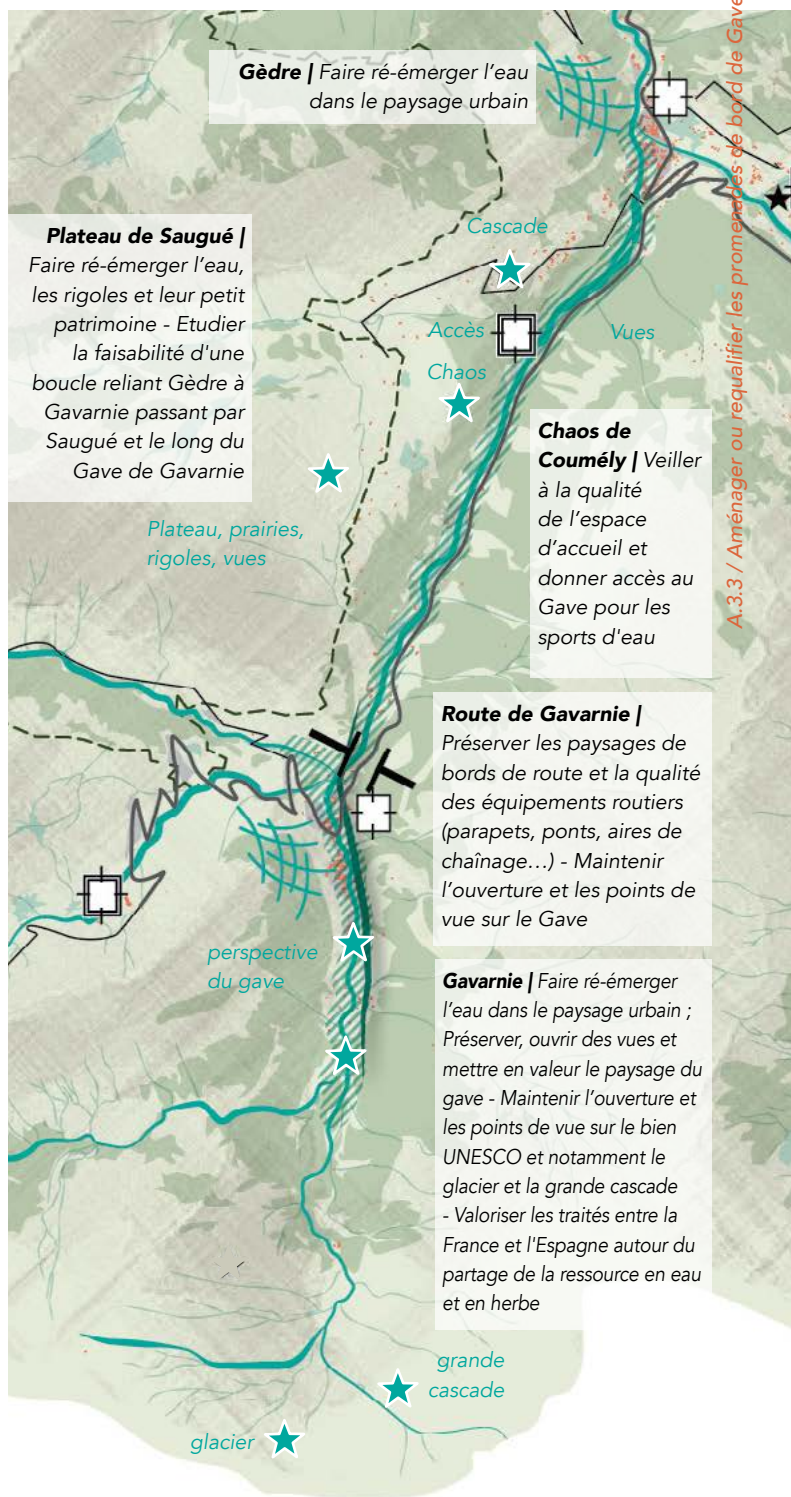 Gèdre | Faire ré-émerger l'eau
dans le paysage urbain
A.3.3 / Aménager ou requalifier les promenades de bord de Gave
Plateau de Saugué |
Faire ré-émerger l'eau,
les rigoles et leur petit
patrimoine - Etudier
la faisabilité d'une
boucle reliant Gèdre à
Gavarnie passant par
Saugué et le long du
Gave de Gavarnie
Cascade
Accès
Vues
Chaos
Plateau, prairies,
rigoles, vues
Chaos de
Coumély | Veiller
à la qualité
de l'espace
d'accueil et
donner accès au
Gave pour les
sports d'eau
Route de Gavarnie |
Préserver les paysages de
bords de route et la qualité
des équipements routiers
(parapets, ponts, aires de
chaînage…) - Maintenir
l'ouverture et les points de
vue sur le Gave
perspective
du gave
Gavarnie | Faire ré-émerger
l'eau dans le paysage urbain ;
Préserver, ouvrir des vues et
mettre en valeur le paysage du
gave - Maintenir l'ouverture et
les points de vue sur le bien
UNESCO et notamment le
glacier et la grande cascade
- Valoriser les traités entre la
France et l'Espagne autour du
partage de la ressource en eau
et en herbe
grande
cascade
glacier